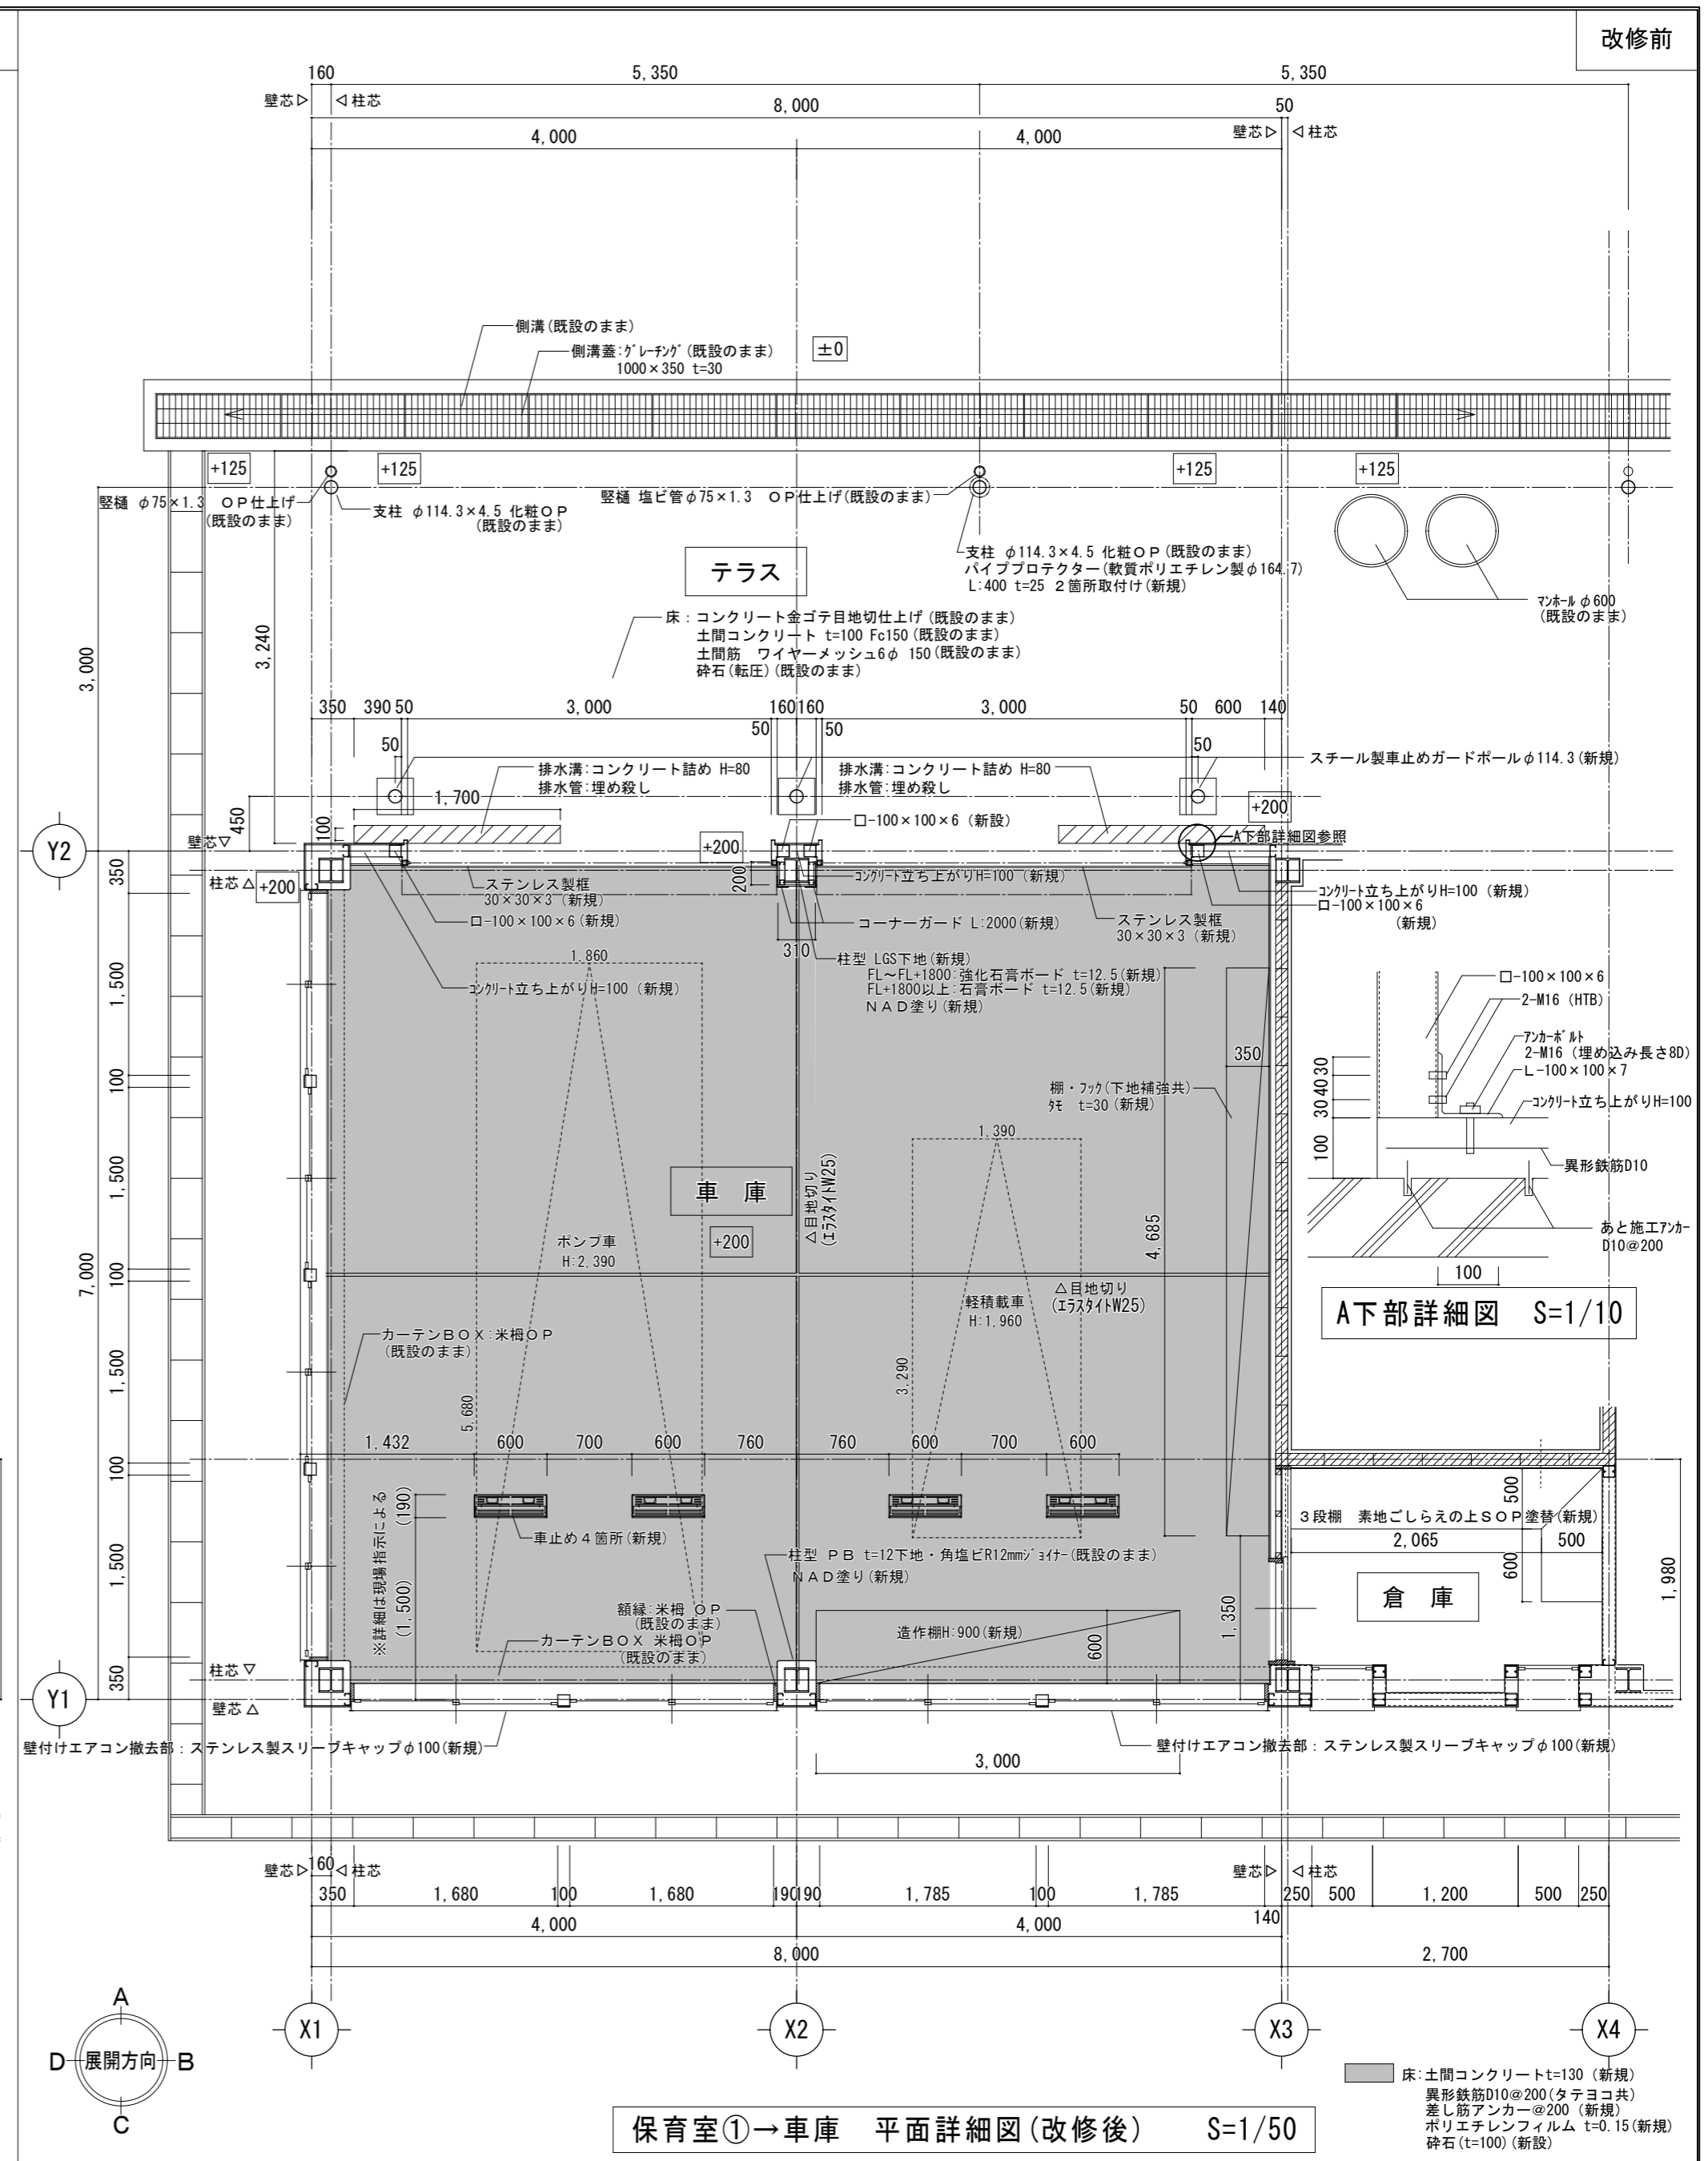 改修前
160
5,350
5,350
壁芯▷ ◁柱芯
8,000
50
壁芯▷ ◁柱芯
4,000
4,000
側溝(既設のまま)
側溝蓋:グレーチング(既設のまま)
1000×350 t=30
±0
+125
+125
+125
+125
竪樋 φ75×1.3 OP仕上げ
(既設のまま)
支柱 φ114.3×4.5 化粧OP
(既設のまま)
竪樋 塩ビ管φ75×1.3 OP仕上げ(既設のまま)
支柱 φ114.3×4.5 化粧OP(既設のまま)
パイププロテクター(軟質ポリエチレン製φ164.7)
L:400 t=25 2箇所取付け(新規)
マンホールφ600
(既設のまま)
テラス
床:コンクリート金ゴテ目地切仕上げ(既設のまま)
土間コンクリート t=100 Fc150(既設のまま)
土間筋 ワイヤーメッシュ6φ 150(既設のまま)
砕石(転圧)(既設のまま)
3,240
3,000
350 390 50 3,000 160 160 3,000 50 600 140
50 50
50 50
スチール製車止めガードポールφ114.3(新規)
排水溝:コンクリート詰め H=80
排水管:埋め殺し
排水溝:コンクリート詰め H=80
排水管:埋め殺し
1,700
450
100
+200
□-100×100×6 (新設)
A下部詳細図参照
壁芯▽
Y2
+200
柱芯△
+200
350
200
コンクリート立ち上がりH=100 (新規)
ステンレス製框
30×30×3 (新規)
□-100×100×6(新規)
コーナーガード L:2000(新規)
ステンレス製框
30×30×3 (新規)
コンクリート立ち上がりH=100 (新規)
□-100×100×6
(新規)
310
1,860
柱型 LGS下地(新規)
FL~FL+1800:強化石膏ボード t=12.5(新規)
FL+1800以上:石膏ボード t=12.5(新規)
NAD塗り(新規)
コンクリート立ち上がりH=100 (新規)
1,500
□-100×100×6
2-M16 (HTB)
アンカーボルト
2-M16 (埋め込み長さ8D)
L-100×100×7
コンクリート立ち上がりH=100
30 40 30
100
異形鉄筋D10
あと施工アンカー
D10@200
100
A下部詳細図 S=1/10
350
棚・フック(下地補強共)
タモ t=30(新規)
100
1,390
1,500
車 庫
+200
△目地切り
(エラスタイトW25)
4,685
ポンプ車
H:2,390
7,000
100
△目地切り
(エラスタイトW25)
軽積載車
H:1,960
カーテンBOX:米栂OP
(既設のまま)
1,500
3,290
5,680
1,432 600 700 600 760 760 600 700 600
100
※詳細は現場指示による
(190)
(1,500)
車止め4箇所(新規)
1,500
500
3段棚 素地ごしらえの上SOP塗替(新規)
2,065 500
600
1,980
倉 庫
柱型 PB t=12下地・角塩ビR12mmジョイナー(既設のまま)
NAD塗り(新規)
額縁:米栂 OP
(既設のまま)
カーテンBOX 米栂OP
(既設のまま)
造作棚H:900(新規)
600
1,350
350
柱芯▽
Y1
壁芯△
壁付けエアコン撤去部:ステンレス製スリーブキャップφ100(新規)
壁付けエアコン撤去部:ステンレス製スリーブキャップφ100(新規)
3,000
壁芯▷ 160 ◁柱芯
壁芯▷ ◁柱芯
350 1,680 100 1,680 190 190 1,785 100 1,785 250 500 1,200 500 250
4,000 4,000 140
8,000 2,700
X1 X2 X3 X4
A
D 展開方向 B
C
床:土間コンクリートt=130 (新規)
異形鉄筋D10@200(タテヨコ共)
差し筋アンカー@200 (新規)
ポリエチレンフィルム t=0.15(新規)
砕石(t=100)(新設)
保育室①→車庫 平面詳細図(改修後) S=1/50